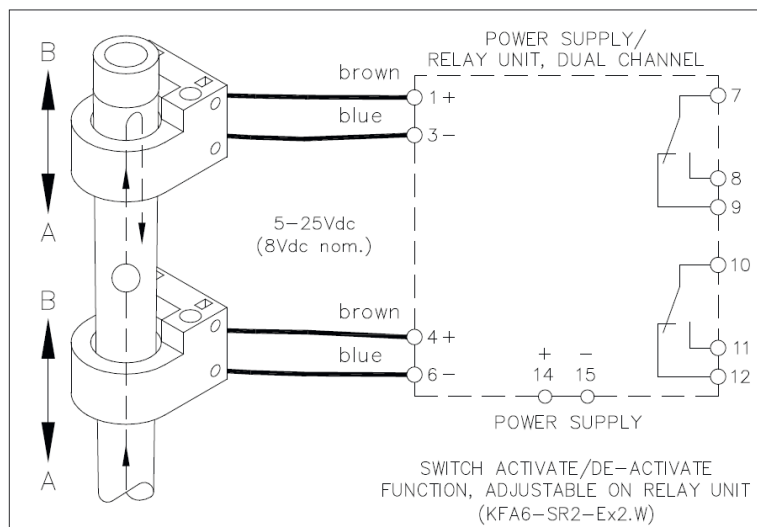 POWER SUPPLY/
RELAY UNIT, DUAL CHANNEL
B
brown
1+
7
blue
3-
8
A
9
5-25Vdc
(8Vdc nom.)
10
B
brown
4+
11
blue
+ -
6-
14 15
12
POWER SUPPLY
A
SWITCH ACTIVATE/DE-ACTIVATE
FUNCTION, ADJUSTABLE ON RELAY UNIT
(KFA6-SR2-Ex2.W)